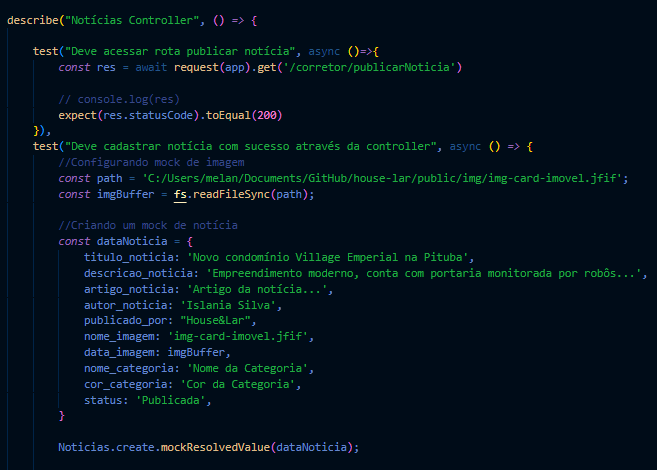 describe("Notícias Controller", () => {
test("Deve acessar rota publicar notícia", async ()=>{
const res = await request(app).get('/corretor/publicarNoticia')
// console.log(res)
expect(res.statusCode).toEqual(200)
}),
test("Deve cadastrar notícia com sucesso através da controller", async () => {
//Configurando mock de imagem
const path = 'C:/Users/melan/Documents/GitHub/house-lar/public/img/img-card-imovel.jfif';
const imgBuffer = fs.readFileSync(path);
//Criando um mock de notícia
const dataNoticia = {
titulo_noticia: 'Novo condomínio Village Emperial na Pituba',
descricao_noticia: 'Empreendimento moderno, conta com portaria monitorada por robôs...',
artigo_noticia: 'Artigo da notícia...',
autor_noticia: 'Islania Silva',
publicado_por: "House&Lar",
nome_imagem: 'img-card-imovel.jfif',
data_imagem: imgBuffer,
nome_categoria: 'Nome da Categoria',
cor_categoria: 'Cor da Categoria',
status: 'Publicada',
}
Noticias.create.mockResolvedValue(dataNoticia);